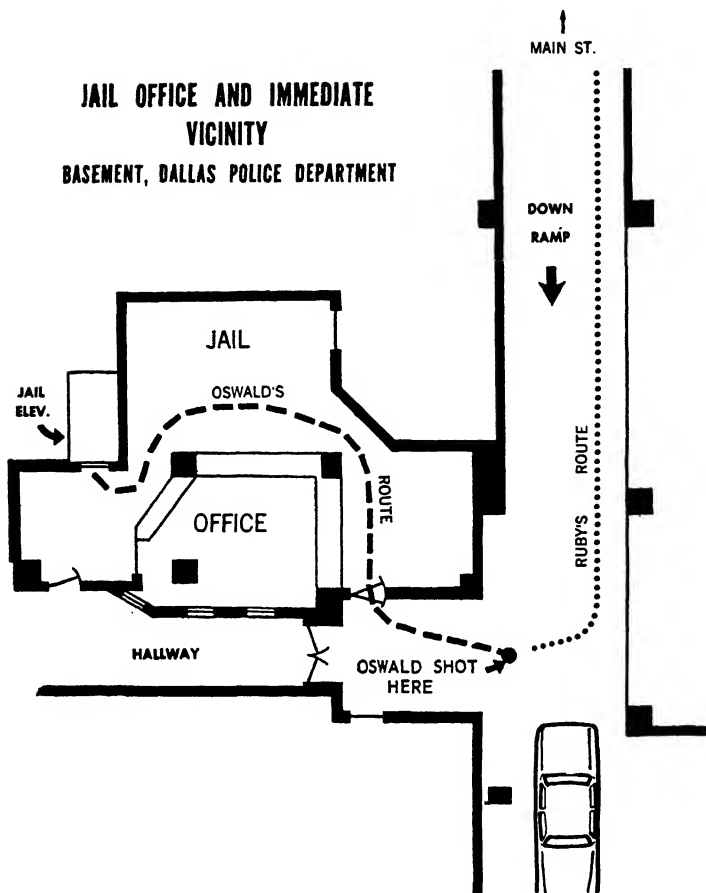 MAIN ST.
JAIL OFFICE AND IMMEDIATE
VICINITY
BASEMENT, DALLAS POLICE DEPARTMENT
DOWN
RAMP
JAIL
OSWALD'S
JAIL
ELEV.
ROUTE
OFFICE
RUBY'S ROUTE
HALLWAY
OSWALD SHOT
HERE